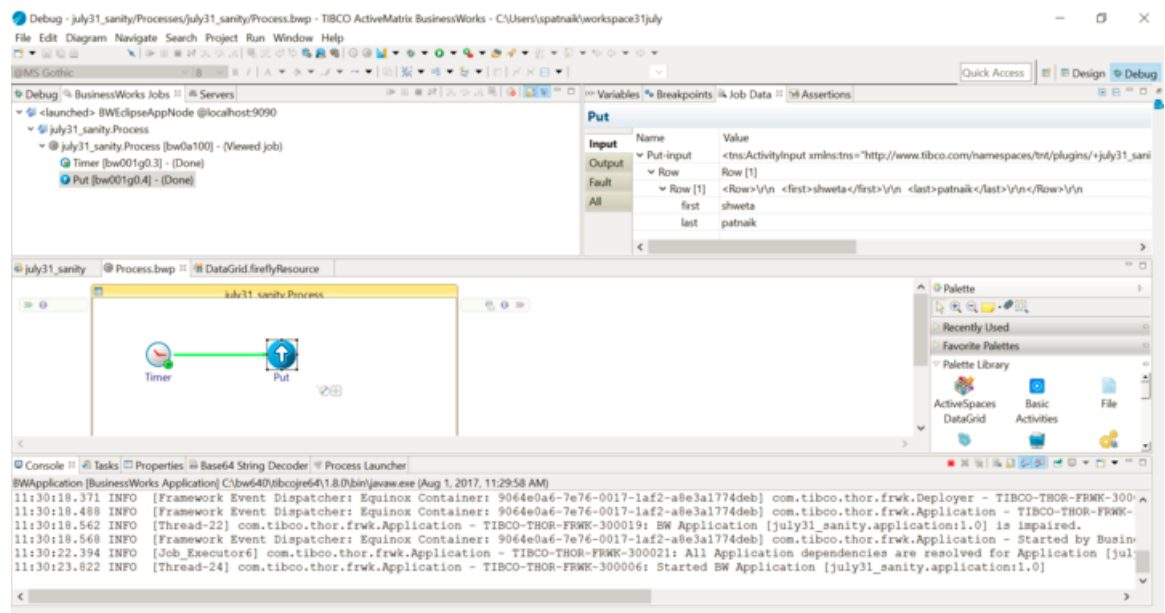 Debug - july31_sanity/Processes/july31_sanity/Process.bwp - TIBCO ActiveMatrix BusinessWorks - C:\Users\spatnaik\workspace31july
File Edit Diagram Navigate Search Project Run Window Help
@MS Gothic 8 B I A Quick Access Design Debug
Debug BusinessWorks Jobs Servers
<launched> BWEclipseAppNode @localhost:9090
july31_sanity.Process
july31_sanity.Process [bw0a100] - (Viewed job)
Timer [bw001g0.3] - (Done)
Put [bw001g0.4] - (Done)
Variables Breakpoints Job Data Assertions
Put
Input
Output
Fault
All
Name Value
Put-input <tns:ActivityInput xmlns:tns="http://www.tibco.com/namespaces/tnt/plugins/+july31_sani
Row Row [1]
Row [1] <Row>\r\n <first>shweta</first>\r\n <last>patnaik</last>\r\n</Row>\r\n
first shweta
last patnaik
july31_sanity Process.bwp DataGrid.fireflyResource
july31_sanity.Process
Timer Put
Palette
Recently Used
Favorite Palettes
Palette Library
ActiveSpaces DataGrid
Basic Activities
File
Console Tasks Properties Base64 String Decoder Process Launcher
BWApplication [BusinessWorks Application] C:\bw640\tibcojre64\1.8.0\bin\javaw.exe (Aug 1, 2017, 11:29:58 AM)
11:30:18.371 INFO [Framework Event Dispatcher: Equinox Container: 9064e0a6-7e76-0017-1af2-a8e3a1774deb] com.tibco.thor.frwk.Deployer - TIBCO-THOR-FRWK-300
11:30:18.488 INFO [Framework Event Dispatcher: Equinox Container: 9064e0a6-7e76-0017-1af2-a8e3a1774deb] com.tibco.thor.frwk.Application - TIBCO-THOR-FRWK-
11:30:18.562 INFO [Thread-22] com.tibco.thor.frwk.Application - TIBCO-THOR-FRWK-300019: BW Application [july31_sanity.application:1.0] is impaired.
11:30:18.568 INFO [Framework Event Dispatcher: Equinox Container: 9064e0a6-7e76-0017-1af2-a8e3a1774deb] com.tibco.thor.frwk.Application - Started by Busin
11:30:22.394 INFO [Job_Executor6] com.tibco.thor.frwk.Application - TIBCO-THOR-FRWK-300021: All Application dependencies are resolved for Application [jul
11:30:23.822 INFO [Thread-24] com.tibco.thor.frwk.Application - TIBCO-THOR-FRWK-300006: Started BW Application [july31_sanity.application:1.0]